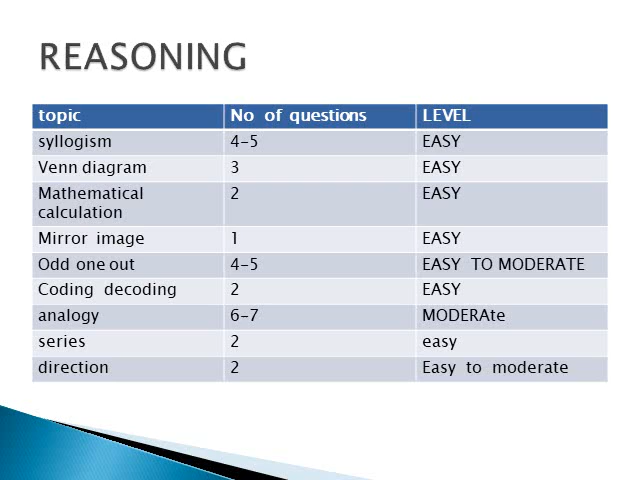 REASONING
topic No of questions LEVEL
syllogism 4-5 EASY
Venn diagram 3 EASY
Mathematical calculation 2 EASY
Mirror image 1 EASY
Odd one out 4-5 EASY TO MODERATE
Coding decoding 2 EASY
analogy 6-7 MODERAte
series 2 easy
direction 2 Easy to moderate